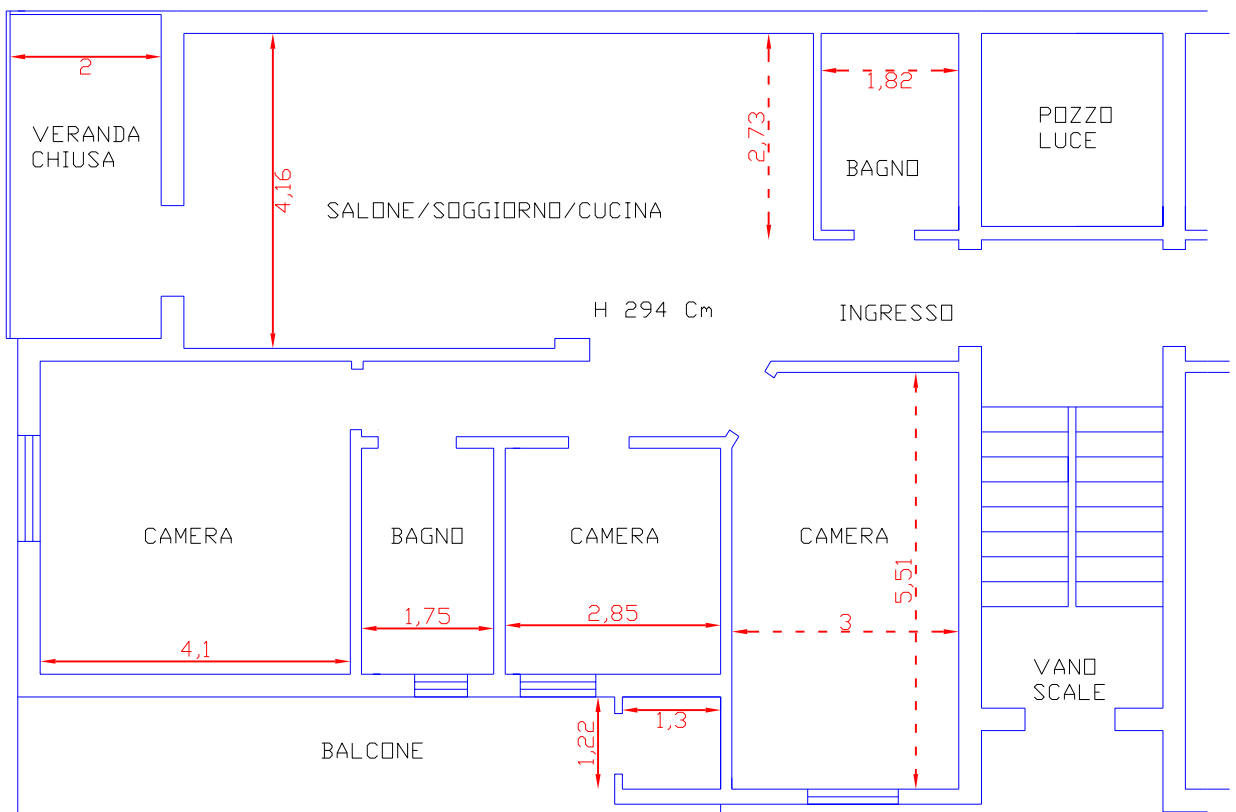 2
1,82
VERANDA
CHIUSA
POZZO
LUCE
2,73
BAGNO
4,16
SALONE/SOGGIORNO/CUCINA
H 294 Cm
INGRESSO
CAMERA
BAGNO
CAMERA
CAMERA
5,51
1,75
2,85
3
4,1
VANO
SCALE
1,3
1,22
BALCONE